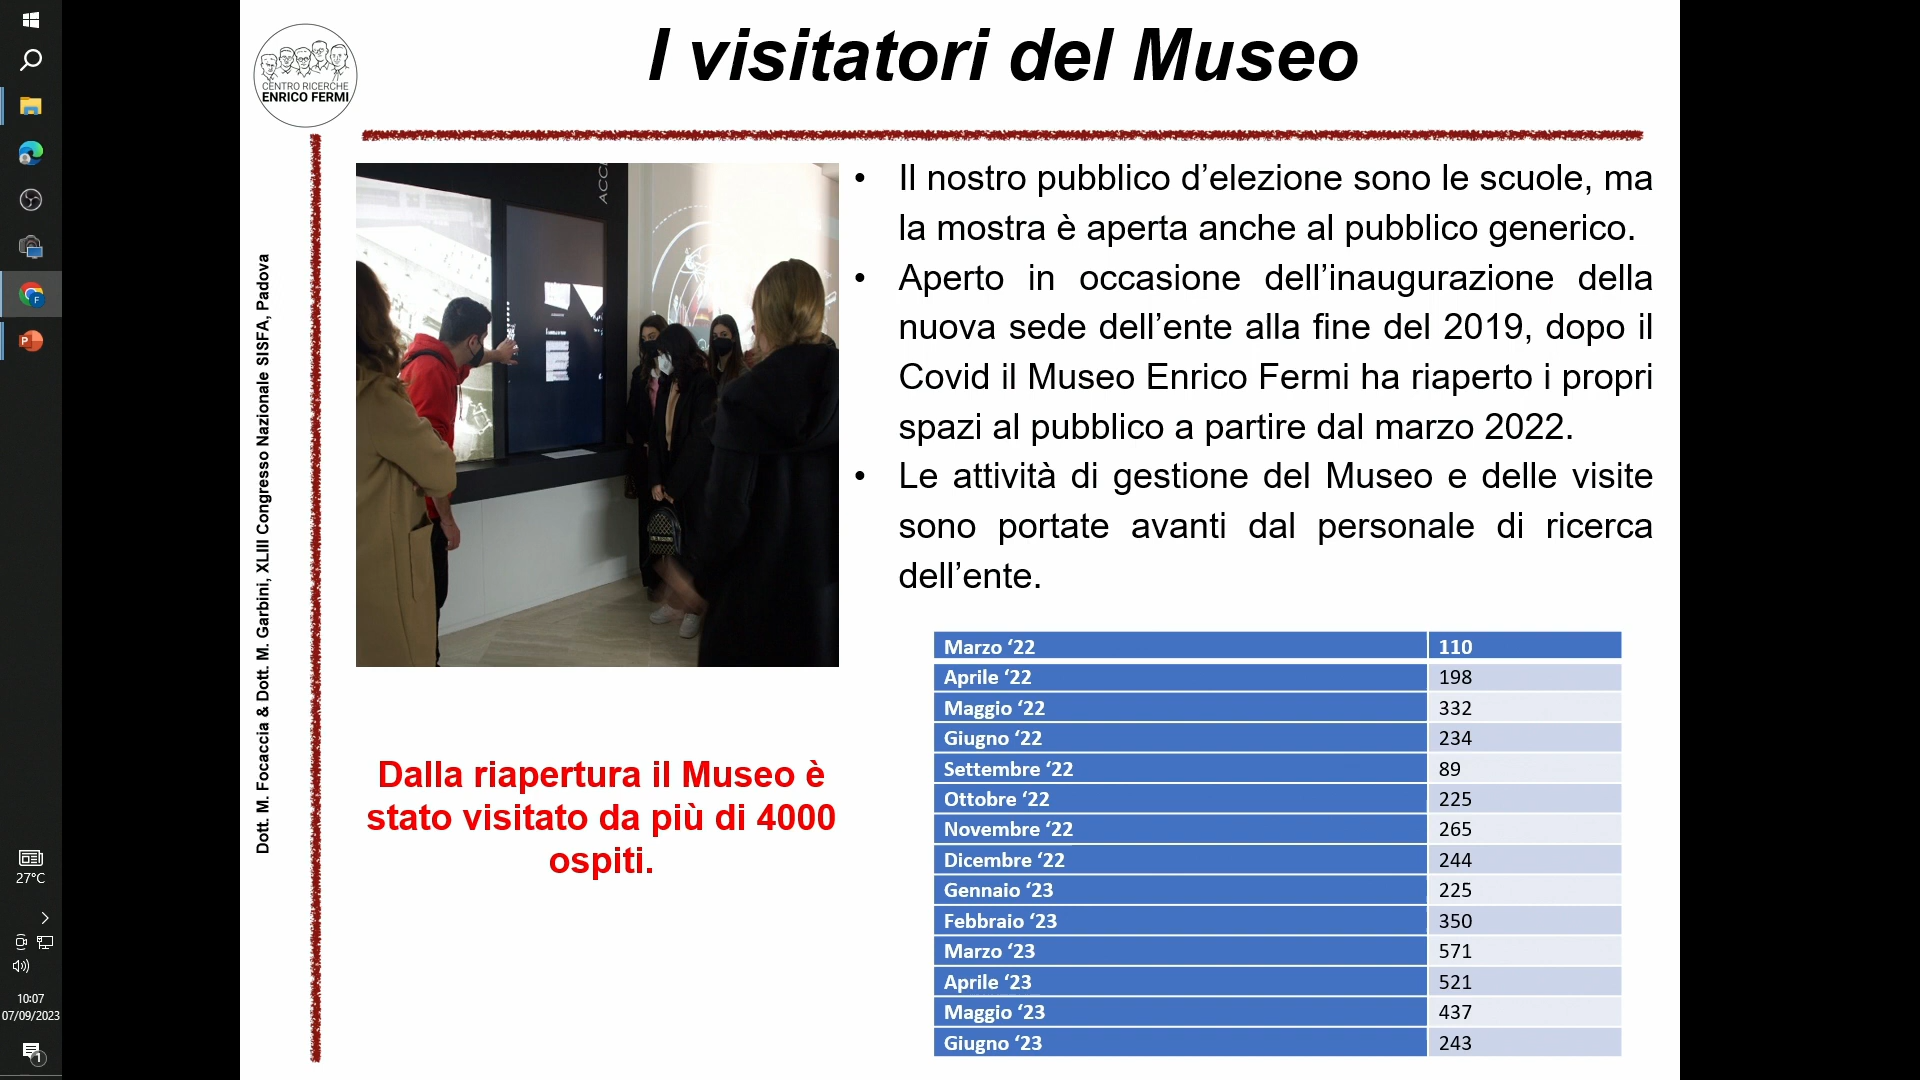 I visitatori del Museo
CENTRO RICERCHE
ENRICO FERMI
Dott. M. Focaccia & Dott. M. Garbini, XLIII Congresso Nazionale SISFA, Padova
ACCI
• Il nostro pubblico d’elezione sono le scuole, ma
la mostra è aperta anche al pubblico generico.
• Aperto in occasione dell’inaugurazione della
nuova sede dell’ente alla fine del 2019, dopo il
Covid il Museo Enrico Fermi ha riaperto i propri
spazi al pubblico a partire dal marzo 2022.
• Le attività di gestione del Museo e delle visite
sono portate avanti dal personale di ricerca
dell’ente.
Dalla riapertura il Museo è
stato visitato da più di 4000
ospiti.
Marzo ‘22 110
Aprile ‘22 198
Maggio ‘22 332
Giugno ‘22 234
Settembre ‘22 89
Ottobre ‘22 225
Novembre ‘22 265
Dicembre ‘22 244
Gennaio ‘23 225
Febbraio ‘23 350
Marzo ‘23 571
Aprile ‘23 521
Maggio ‘23 437
Giugno ‘23 243
27°C
10:07
07/09/2023
1